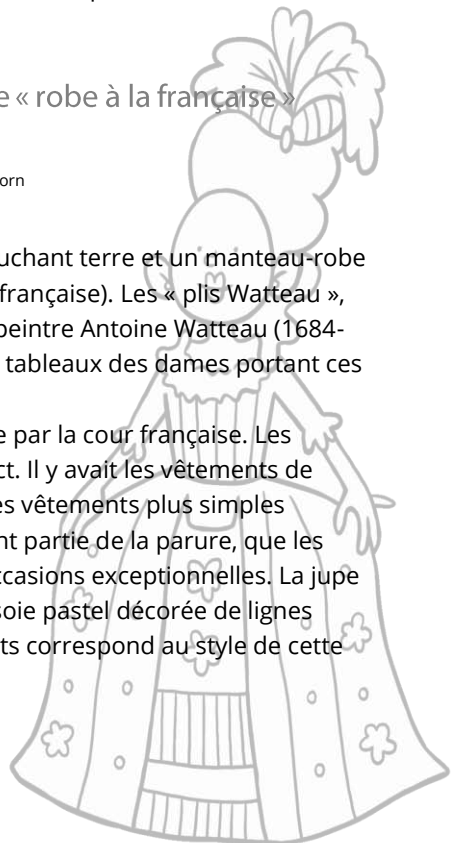 e « robe à la française »
orn
uchant terre et un manteau-robe
française). Les « plis Watteau »,
peintre Antoine Watteau (1684-
tableaux des dames portant ces
e par la cour française. Les
ct. Il y avait les vêtements de
es vêtements plus simples
nt partie de la parure, que les
casions exceptionnelles. La jupe
soie pastel décorée de lignes
ts correspond au style de cette